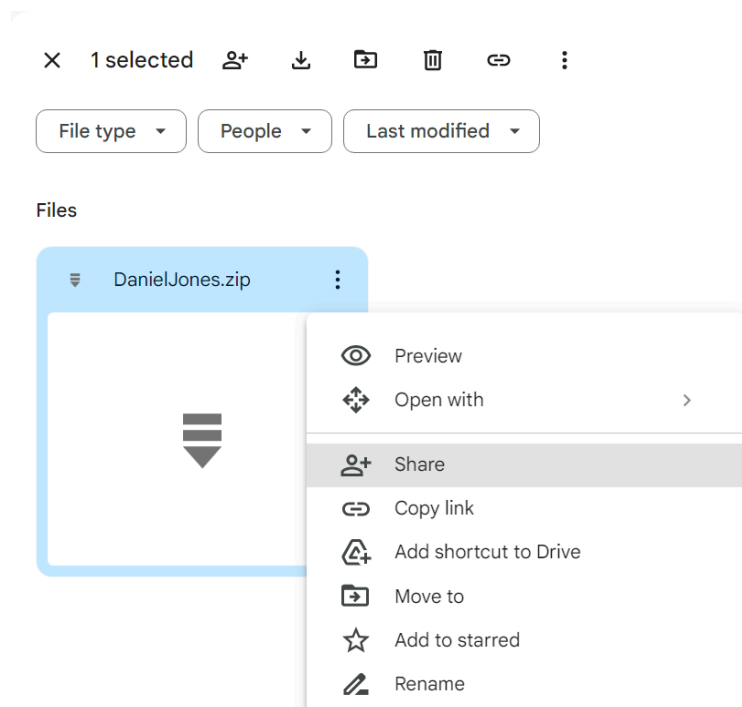 1 selected
File type People Last modified
Files
DanielJones.zip
Preview
Open with
Share
Copy link
Add shortcut to Drive
Move to
Add to starred
Rename